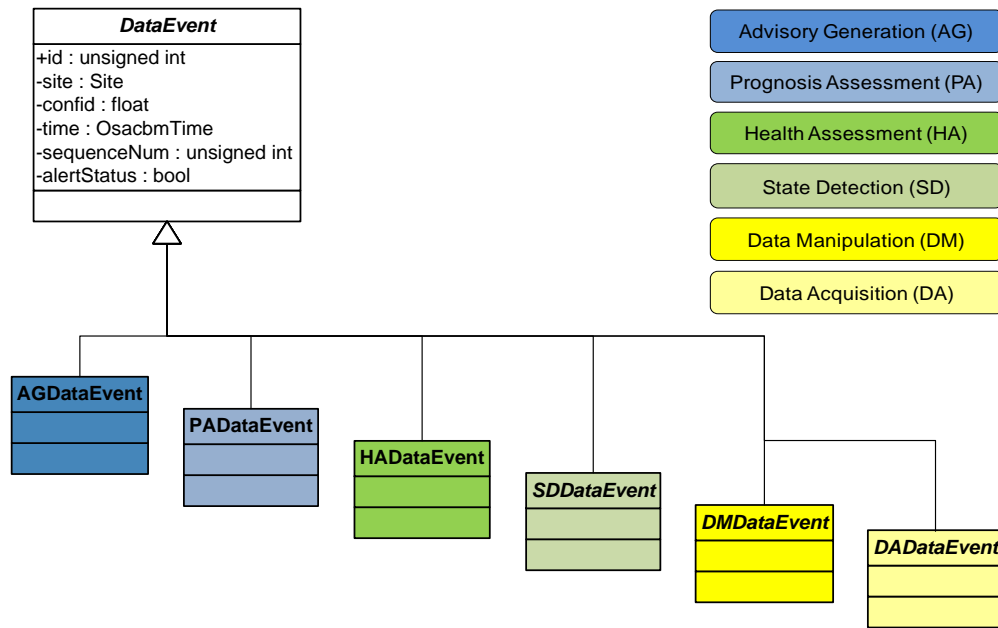 DataEvent
+id : unsigned int
-site : Site
-confid : float
-time : OsacbmTime
-sequenceNum : unsigned int
-alertStatus : bool
Advisory Generation (AG)
Prognosis Assessment (PA)
Health Assessment (HA)
State Detection (SD)
Data Manipulation (DM)
Data Acquisition (DA)
AGDataEvent
PADataEvent
HADataEvent
SDDataEvent
DMDataEvent
DADataEvent